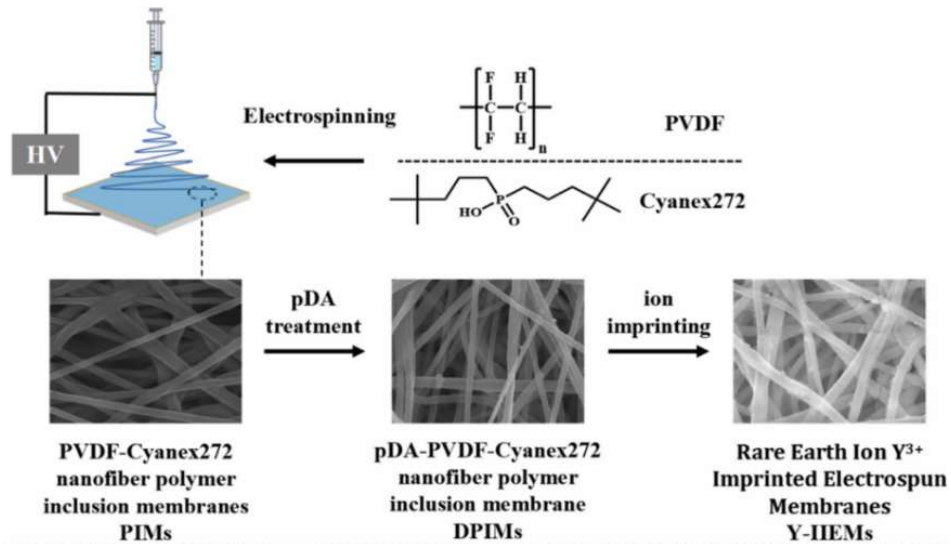 HV
Electrospinning
F H
C C
F H
n
PVDF
HO P
O
Cyanex272
pDA
treatment
ion
imprinting
PVDF-Cyanex272
nanofiber polymer
inclusion membranes
PIMs
pDA-PVDF-Cyanex272
nanofiber polymer
inclusion membrane
DPIMs
Rare Earth Ion Y³⁺
Imprinted Electrospun
Membranes
Y-IIEMs